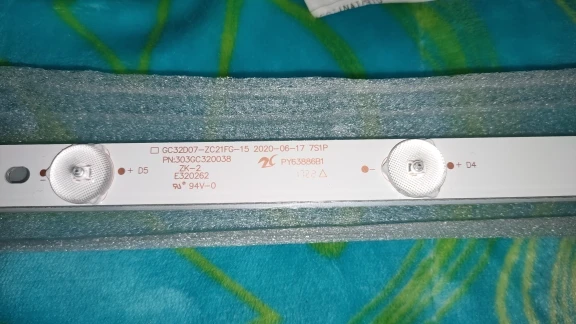 GC32D07-ZC21FG-15 2020-06-17 7S1P
PN:303GC320038
ZK-2
E320262
94V-0
PY63886B1
- + D5
- + D4